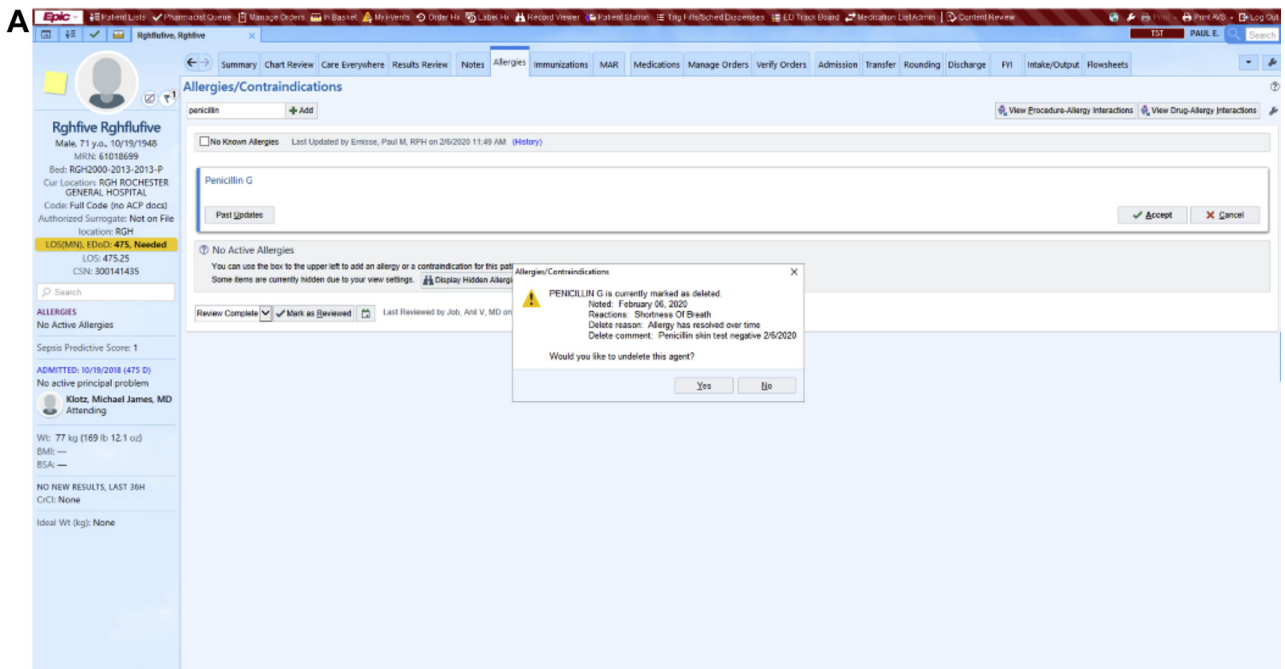 A
Epic Patient Lists Pharmacist Queue Manage Orders In Basket My i-Vents Order Hx Label Hx Record Viewer Patient Station Trig Fills/Sched Dispenses ED Track Board Medication List Admin Content Review Print Print AVS Log Out
Rghflufive, Rghfive TST PAUL E. Search
Summary Chart Review Care Everywhere Results Review Notes Allergies Immunizations MAR Medications Manage Orders Verify Orders Admission Transfer Rounding Discharge FYI Intake/Output Flowsheets
Allergies/Contraindications
penicillin Add View Procedure-Allergy Interactions View Drug-Allergy Interactions
No Known Allergies Last Updated by Ernisse, Paul M, RPH on 2/6/2020 11:49 AM (History)
Penicillin G
Past Updates Accept Cancel
No Active Allergies
You can use the box to the upper left to add an allergy or a contraindication for this pati
Some items are currently hidden due to your view settings. Display Hidden Allergi
Review Complete Mark as Reviewed Last Reviewed by Job, Anil V, MD on
Allergies/Contraindications
PENICILLIN G is currently marked as deleted.
Noted: February 06, 2020
Reactions: Shortness Of Breath
Delete reason: Allergy has resolved over time
Delete comment: Penicillin skin test negative 2/6/2020
Would you like to undelete this agent?
Yes No
1
Rghfive Rghflufive
Male, 71 y.o., 10/19/1948
MRN: 61018699
Bed: RGH2000-2013-2013-P
Cur Location: RGH ROCHESTER
GENERAL HOSPITAL
Code: Full Code (no ACP docs)
Authorized Surrogate: Not on File
location: RGH
LOS(MN), EDoD: 475, Needed
LOS: 475.25
CSN: 300141435
Search
ALLERGIES
No Active Allergies
Sepsis Predictive Score: 1
ADMITTED: 10/19/2018 (475 D)
No active principal problem
Klotz, Michael James, MD
Attending
Wt: 77 kg (169 lb 12.1 oz)
BMI: —
BSA: —
NO NEW RESULTS, LAST 36H
CrCl: None
Ideal Wt (kg): None